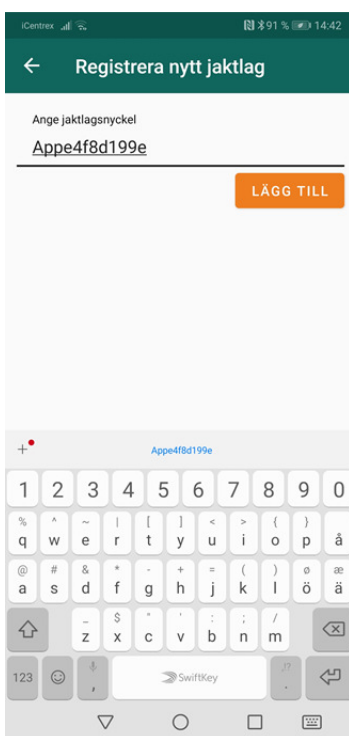 iCentrex 91 % 14:42
Registrera nytt jaktlag
Ange jaktlagsnyckel
Appe4f8d199e
LÄGG TILL
+ Appe4f8d199e
1 2 3 4 5 6 7 8 9 0
% ^ ~ | [ ] < > { }
q w e r t y u i o p å
@ # & * - + = ( ) ø æ
a s d f g h j k l ö ä
_ $ " ' : ; /
z x c v b n m
!?
123 , SwiftKey .